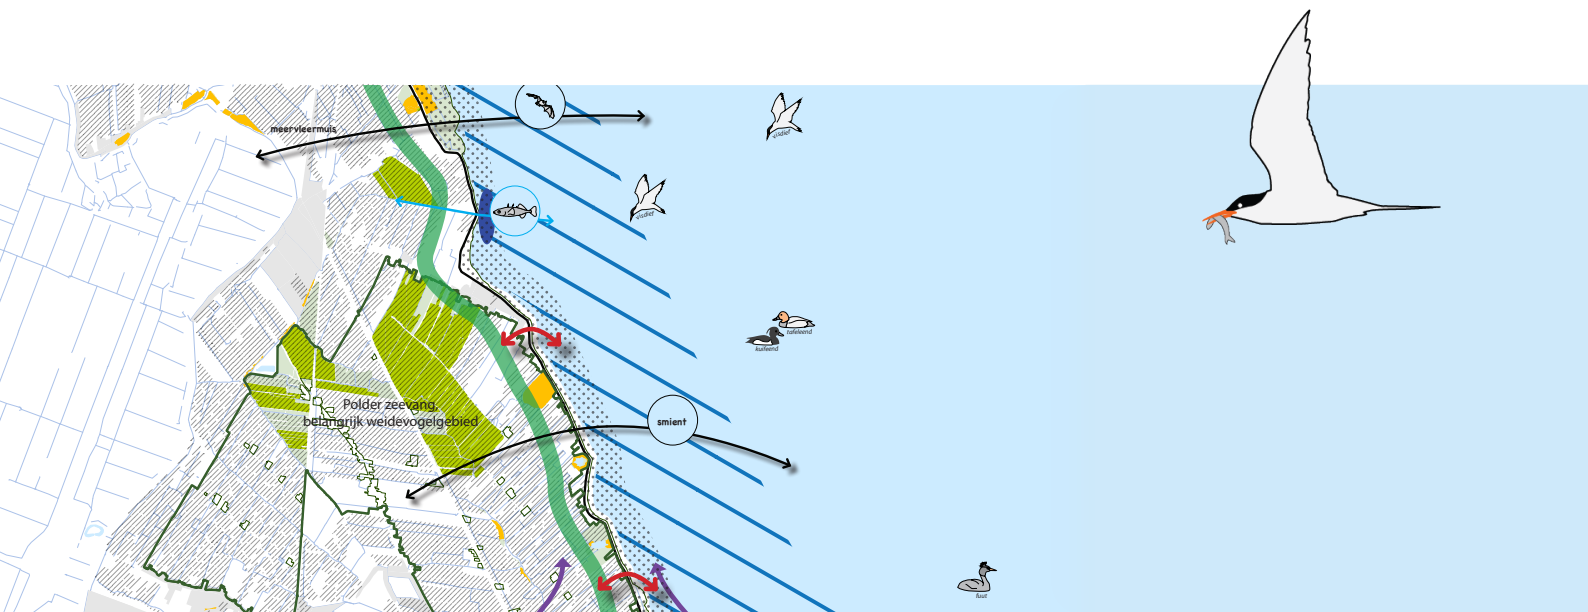 meervleermuis
visdief
visdief
tafeleend
kuifeend
Polder zeevang,
belangrijk weidevogelgebied
smient
fuut